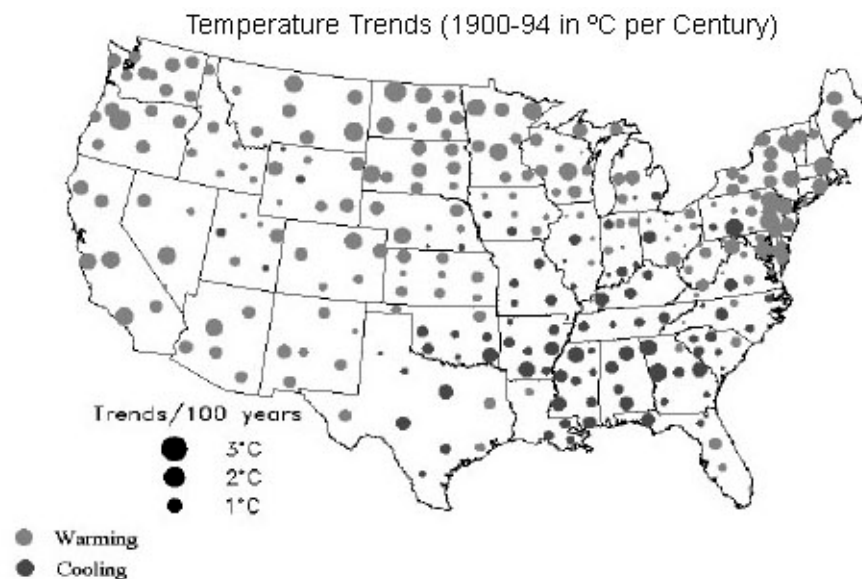 Temperature Trends (1900-94 in ºC per Century)
Trends/100 years
3°C
2°C
1°C
Warming
Cooling